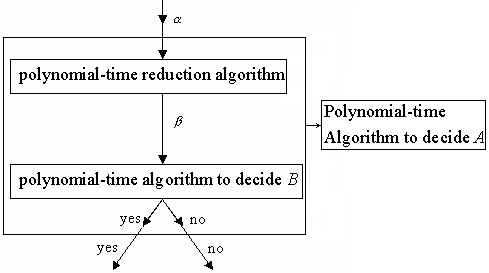 α
polynomial-time reduction algorithm
β
Polynomial-time
Algorithm to decide A
polynomial-time algorithm to decide B
yes no
yes no